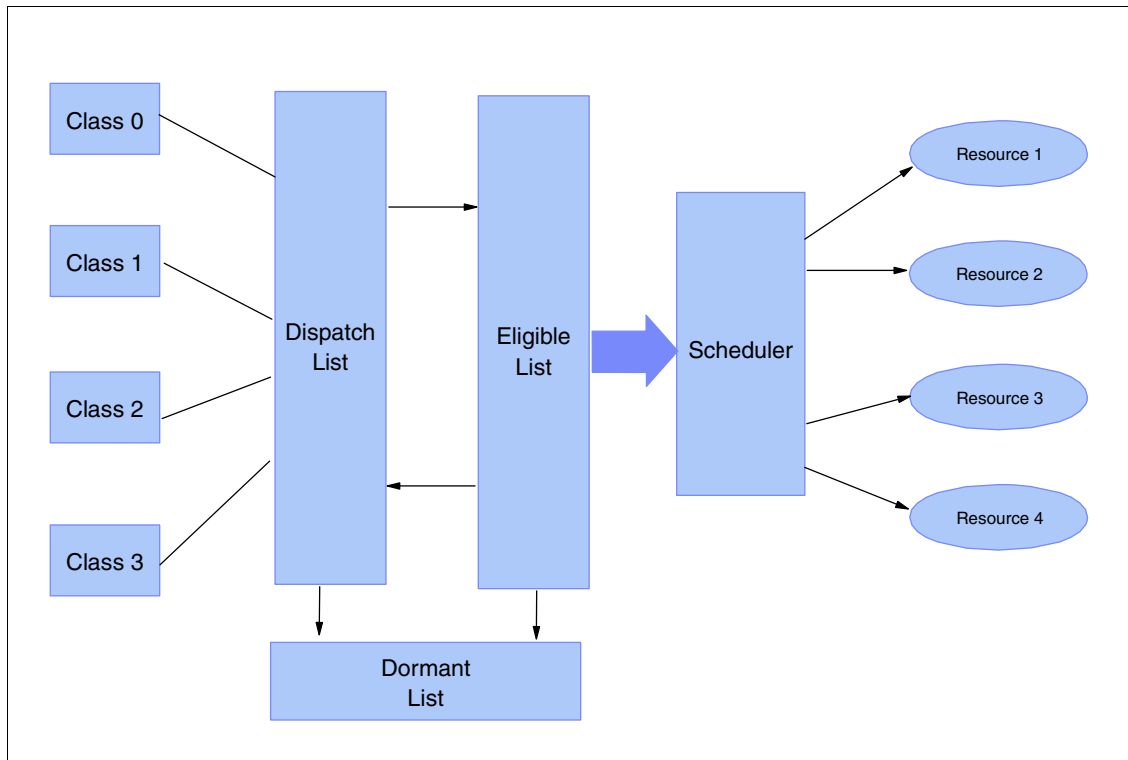 Class 0
Class 1
Class 2
Class 3
Dispatch
List
Eligible
List
Dormant
List
Scheduler
Resource 1
Resource 2
Resource 3
Resource 4